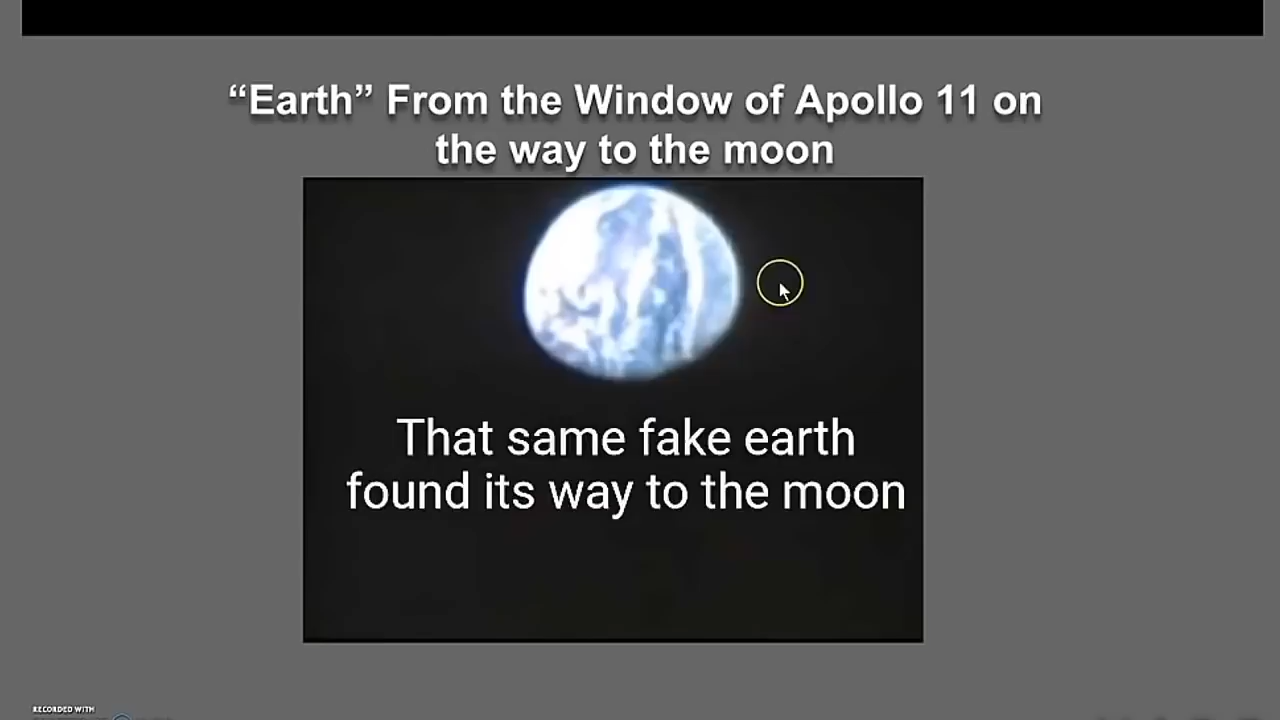 “Earth” From the Window of Apollo 11 on
the way to the moon
That same fake earth
found its way to the moon
RECORDED WITH